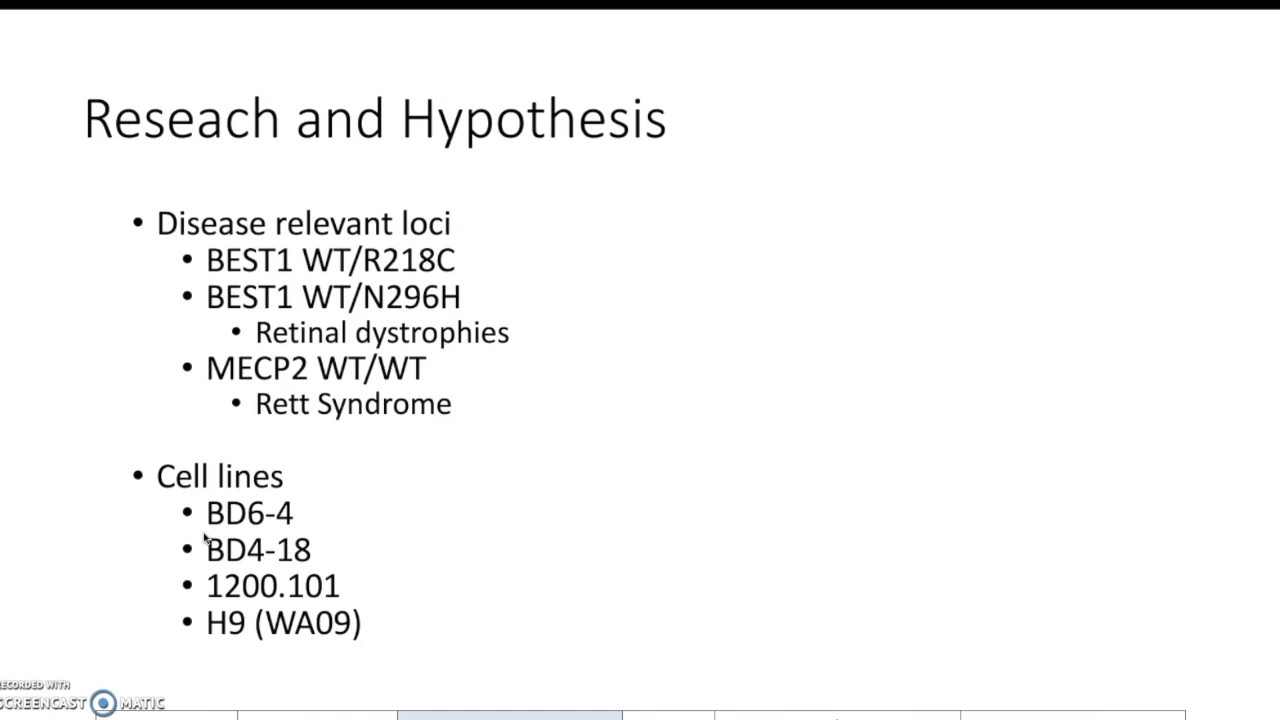 Reseach and Hypothesis
• Disease relevant loci
• BEST1 WT/R218C
• BEST1 WT/N296H
• Retinal dystrophies
• MECP2 WT/WT
• Rett Syndrome
• Cell lines
• BD6-4
• BD4-18
• 1200.101
• H9 (WA09)
RECORDED WITH
SCREENCAST MATIC